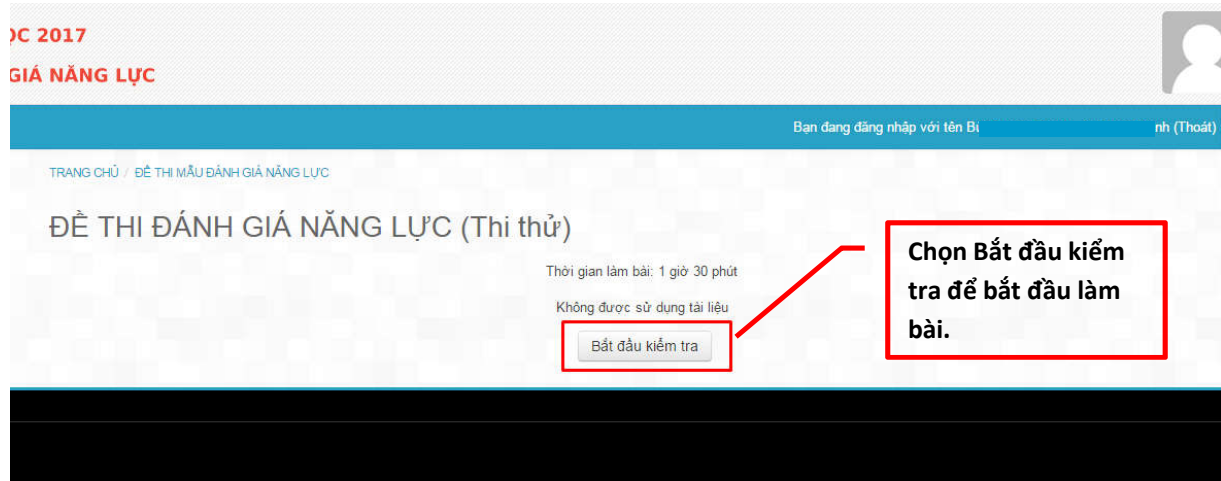 ỌC 2017
GIÁ NĂNG LỰC
Bạn đang đăng nhập với tên
(Thoát)
TRANG CHỦ / ĐỀ THI MẪU ĐÁNH GIÁ NĂNG LỰC
ĐỀ THI ĐÁNH GIÁ NĂNG LỰC (Thi thử)
Thời gian làm bài: 1 giờ 30 phút
Không được sử dụng tài liệu
Bắt đầu kiểm tra
Chọn Bắt đầu kiểm
tra để bắt đầu làm
bài.